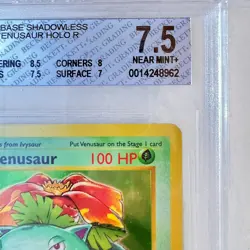 BASE SHADOWLESS
VENUSAUR HOLO R
ERING 8.5 CORNERS 8
S 7.5 SURFACE 7
7.5
NEAR MINT+
0014248962
from Ivysaur Put Venusaur on the Stage 1 card
enusaur 100 HP